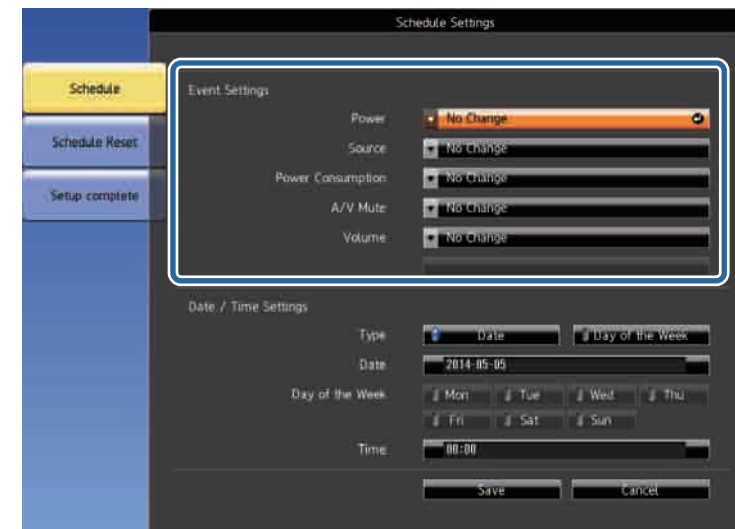 Schedule Settings
Schedule
Schedule Reset
Setup complete
Event Settings
Power No Change
Source No Change
Power Consumption No Change
A/V Mute No Change
Volume No Change
Date / Time Settings
Type Date Day of the Week
Date 2014-05-05
Day of the Week Mon Tue Wed Thu
Fri Sat Sun
Time 00:00
Save Cancel